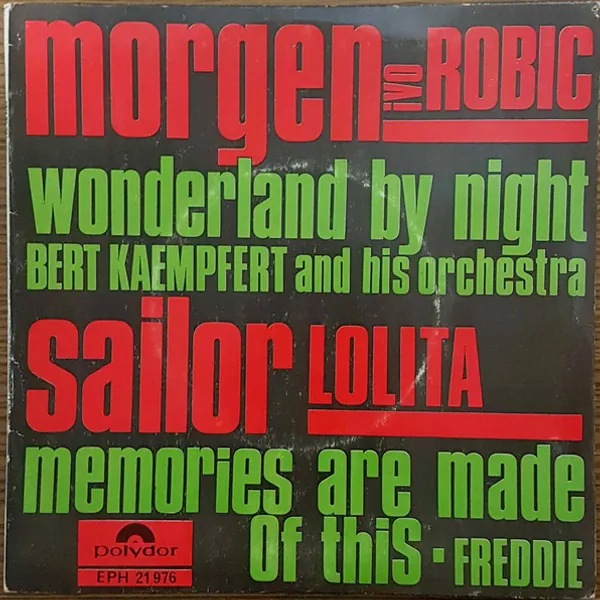 morgen ivo ROBIC
wonderland by night
BERT KAEMPFERT and his orchestra
sailor LOLITA
memories are made
Of thiS · FREDDIE
polydor
EPH 21 976